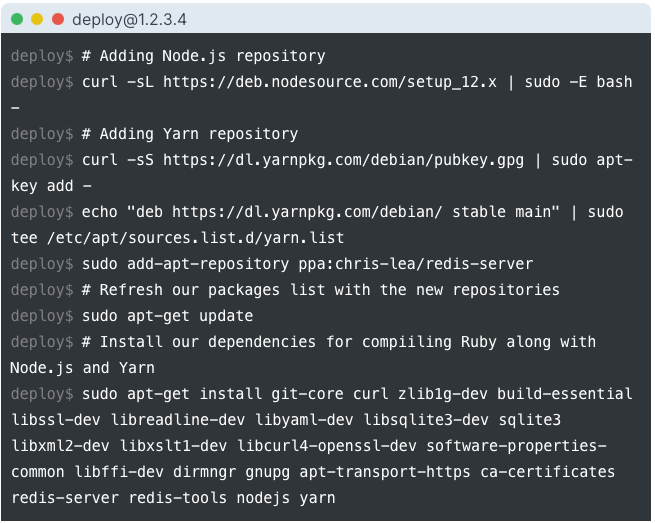 deploy@1.2.3.4
deploy$ # Adding Node.js repository
deploy$ curl -sL https://deb.nodesource.com/setup_12.x | sudo -E bash
-
deploy$ # Adding Yarn repository
deploy$ curl -sS https://dl.yarnpkg.com/debian/pubkey.gpg | sudo apt-
key add -
deploy$ echo "deb https://dl.yarnpkg.com/debian/ stable main" | sudo
tee /etc/apt/sources.list.d/yarn.list
deploy$ sudo add-apt-repository ppa:chris-lea/redis-server
deploy$ # Refresh our packages list with the new repositories
deploy$ sudo apt-get update
deploy$ # Install our dependencies for compiiling Ruby along with
Node.js and Yarn
deploy$ sudo apt-get install git-core curl zlib1g-dev build-essential
libssl-dev libreadline-dev libyaml-dev libsqlite3-dev sqlite3
libxml2-dev libxslt1-dev libcurl4-openssl-dev software-properties-
common libffi-dev dirmngr gnupg apt-transport-https ca-certificates
redis-server redis-tools nodejs yarn